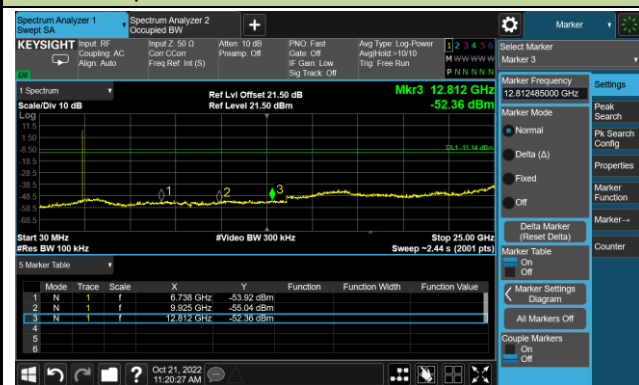 Spectrum Analyzer 1
Swept SA
Spectrum Analyzer 2
Occupied BW
+
Marker
KEYSIGHT
Input: RF
Coupling: AC
Align: Auto
Input Z: 50 Ω
Corr CCorr
Freq Ref: Int (S)
Atten: 10 dB
Preamp: Off
PNO: Fast
Gate: Off
IF Gain: Low
Sig Track: Off
Avg Type: Log-Power
Avg|Hold:>10/10
Trig: Free Run
1 2 3 4 5 6
M W W W W W
P N N N N N
LXI
Select Marker
Marker 3
1 Spectrum
Scale/Div 10 dB
Ref Lvl Offset 21.50 dB
Ref Level 21.50 dBm
Mkr3 12.812 GHz
-52.36 dBm
Log
11.5
1.50
-8.50
-18.5
-28.5
-38.5
-48.5
-58.5
-68.5
DL1 -11.14 dBm
1
2
3
Start 30 MHz
#Res BW 100 kHz
#Video BW 300 kHz
Stop 25.00 GHz
Sweep ~2.44 s (2001 pts)
5 Marker Table
Mode Trace Scale X Y Function Function Width Function Value
1 N 1 f 6.738 GHz -53.92 dBm
2 N 1 f 9.925 GHz -55.04 dBm
3 N 1 f 12.812 GHz -52.36 dBm
4
5
6
Marker Frequency
12.812485000 GHz
Marker Mode
Normal
Delta (Δ)
Fixed
Off
Delta Marker
(Reset Delta)
Marker Table
On
Off
Marker Settings
Diagram
All Markers Off
Couple Markers
On
Off
Settings
Peak
Search
Pk Search
Config
Properties
Marker
Function
Marker→
Counter
?
Oct 21, 2022
11:20:27 AM